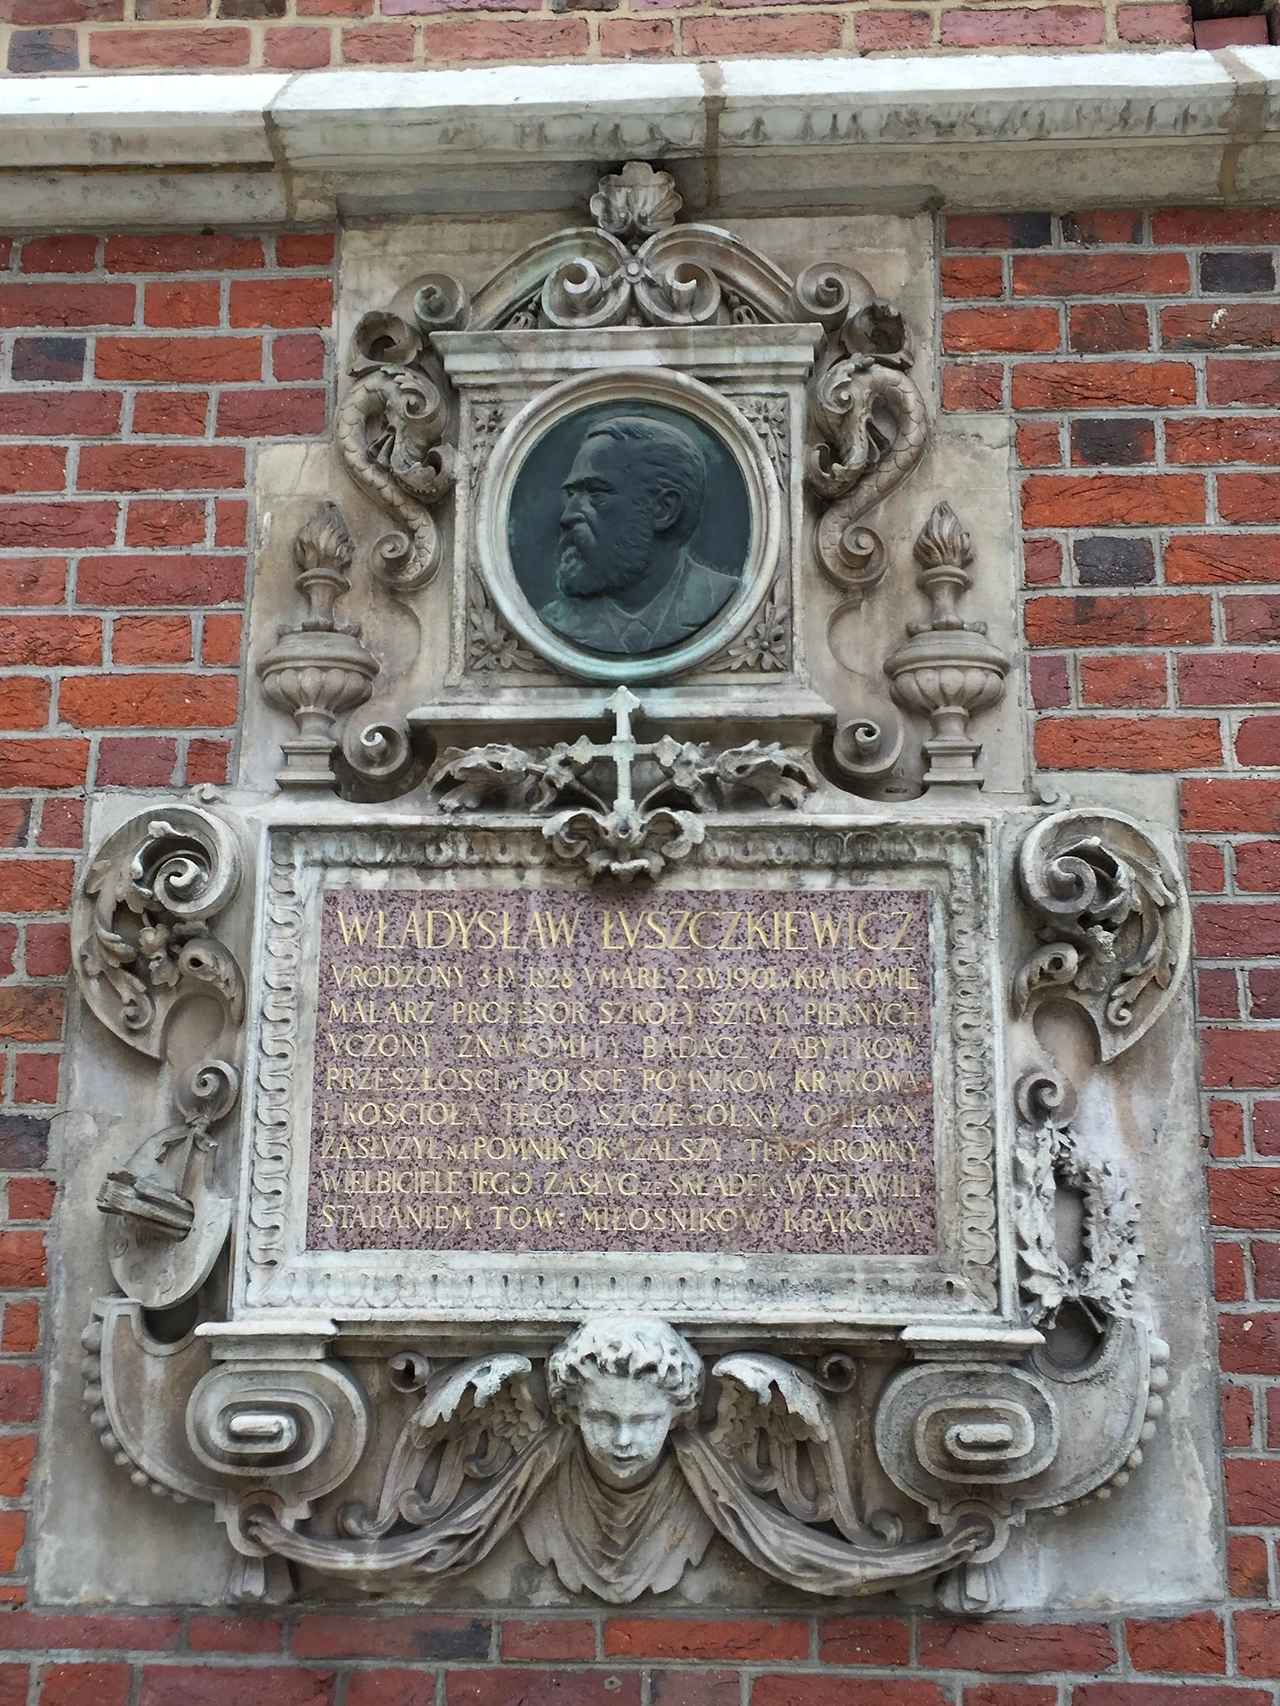 WŁADYSŁAW ŁVSZCZKIEWICZ
VRODZONY 3.IX.1828 VMARŁ 23.V.1901.W.KRAKOWIE
MALARZ PROFESOR SZKOŁY SZTVK PIĘKNYCH
VCZONY ZNAKOMITY BADACZ ZABYTKÓW
PRZESZŁOŚCI W POLSCE POMNIKÓW KRAKOWA
I KOŚCIOŁA TEGO SZCZEGÓLNY OPIEKVN
ZASŁVŻYŁ NA POMNIK OKAZALSZY TEN SKROMNY
WIELBICIELE JEGO ZASŁVG ZE SKŁADEK WYSTAWILI
STARANIEM TOW: MIŁOŚNIKÓW KRAKOWA